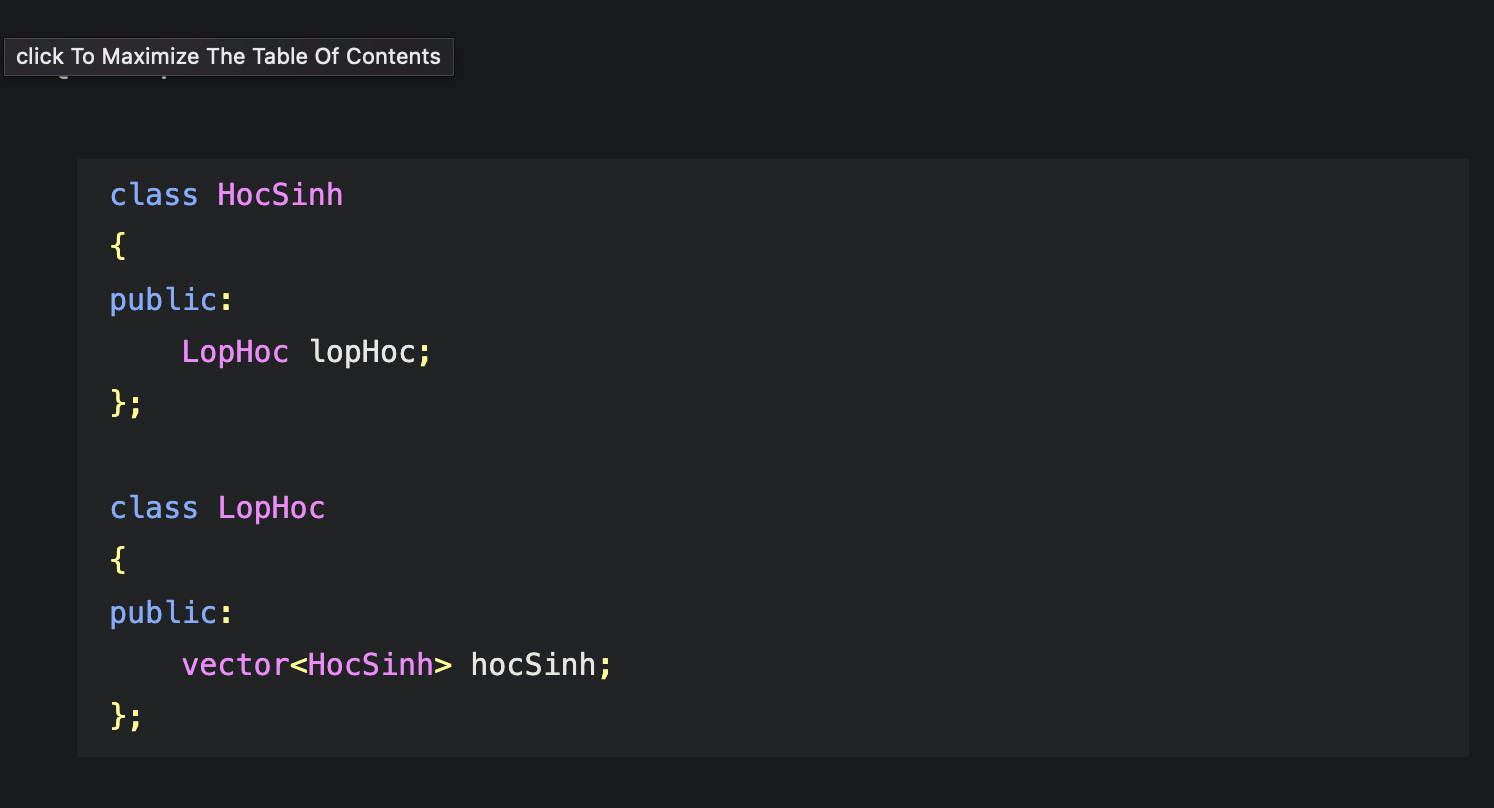 click To Maximize The Table Of Contents
class HocSinh
{
public:
    LopHoc lopHoc;
};
class LopHoc
{
public:
    vector<HocSinh> hocSinh;
};